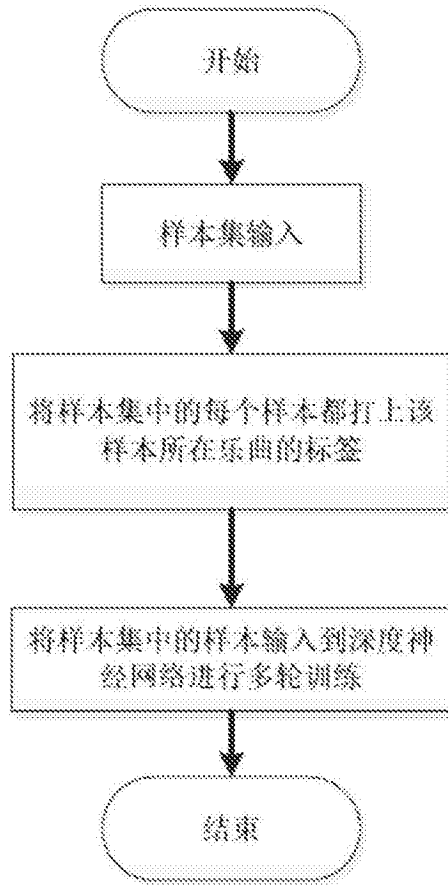 开始
样本集输入
将样本集中的每个样本都打上该
样本所在乐曲的标签
将样本集中的样本输入到深度神
经网络进行多轮训练
结束